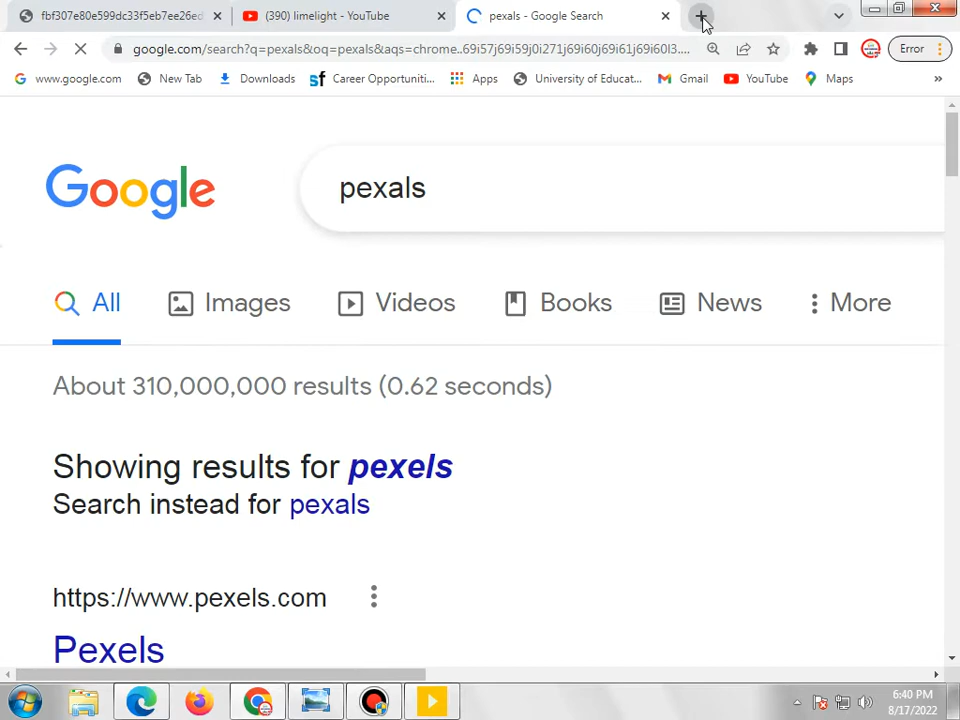 fbf307e80e599dc33f5eb7ee26ed
(390) limelight - YouTube
pexals - Google Search
google.com/search?q=pexals&oq=pexals&aqs=chrome..69i57j69i59j0i271j69i60j69i61j69i60l3....
Error
www.google.com
New Tab
Downloads
Career Opportuniti...
Apps
University of Educat...
Gmail
YouTube
Maps
»
Google
pexals
All
Images
Videos
Books
News
More
About 310,000,000 results (0.62 seconds)
Showing results for pexels
Search instead for pexals
https://www.pexels.com
Pexels
6:40 PM
8/17/2022